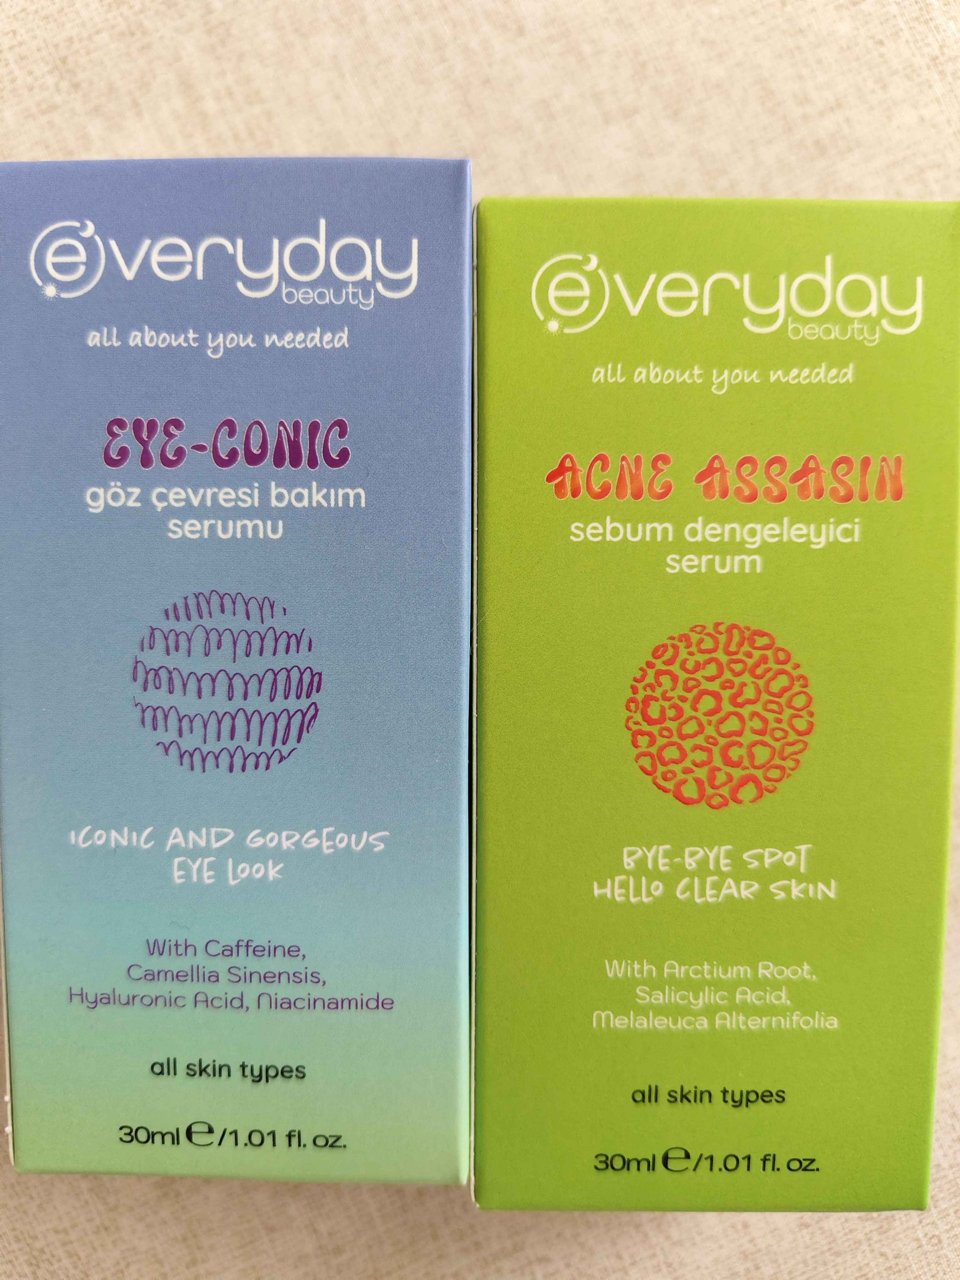 everyday
beauty
all about you needed
EYE-CONIC
göz çevresi bakım
serumu
ICONIC AND GORGEOUS
EYE LOOK
With Caffeine,
Camellia Sinensis,
Hyaluronic Acid, Niacinamide
all skin types
30ml ℮/1.01 fl. oz.
everyday
beauty
all about you needed
ACNE ASSASIN
sebum dengeleyici
serum
BYE-BYE SPOT
HELLO CLEAR SKIN
With Arctium Root,
Salicylic Acid,
Melaleuca Alternifolia
all skin types
30ml ℮/1.01 fl. oz.